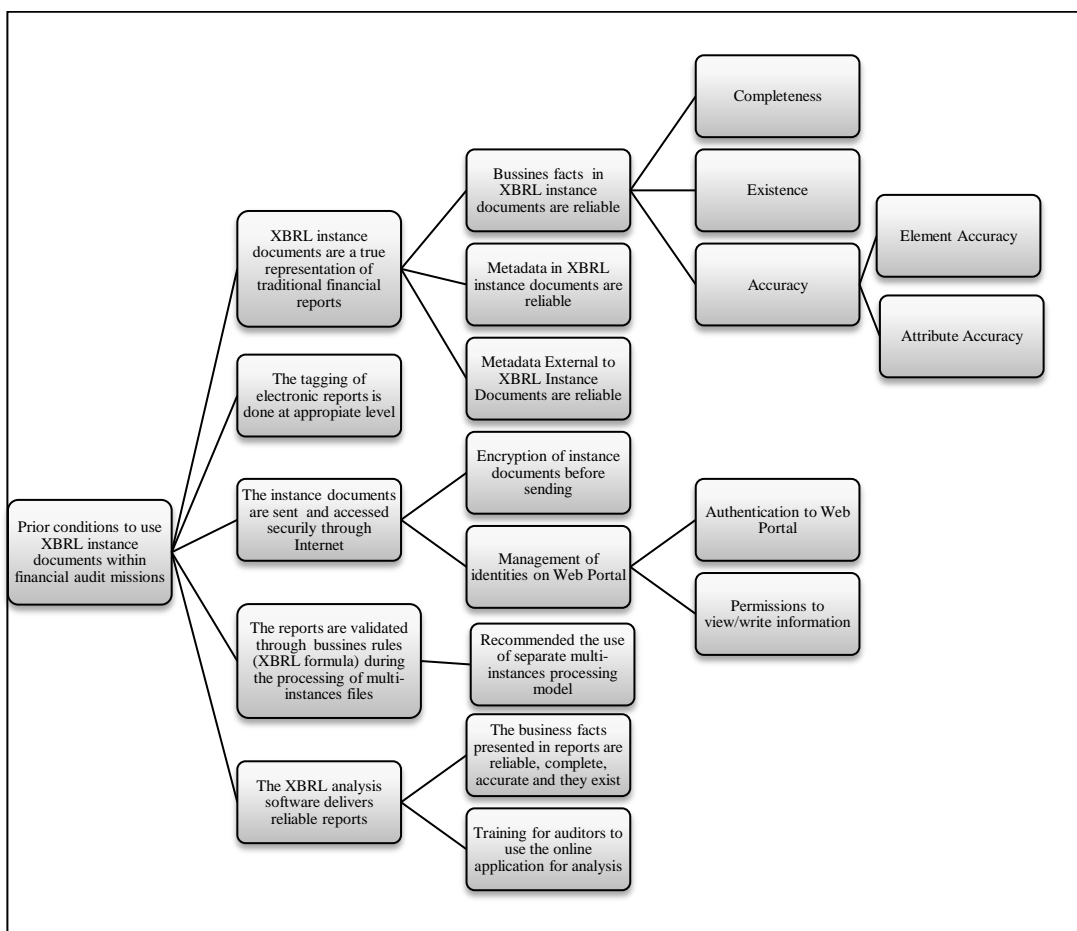 Prior conditions to use
XBRL instance
documents within
financial audit missions
XBRL instance
documents are a true
representation of
traditional financial
reports
Bussines facts in
XBRL instance
documents are reliable
Completeness
Existence
Accuracy
Element Accuracy
Attribute Accuracy
Metadata in XBRL
instance documents are
reliable
Metadata External to
XBRL Instance
Documents are reliable
The tagging of
electronic reports is
done at appropiate level
The instance documents
are sent and accessed
securily through
Internet
Encryption of instance
documents before
sending
Management of
identities on Web Portal
Authentication to Web
Portal
Permissions to
view/write information
The reports are validated
through bussines rules
(XBRL formula) during
the processing of multi-
instances files
Recommended the use
of separate multi-
instances processing
model
The XBRL analysis
software delivers
reliable reports
The business facts
presented in reports are
reliable, complete,
accurate and they exist
Training for auditors to
use the online
application for analysis